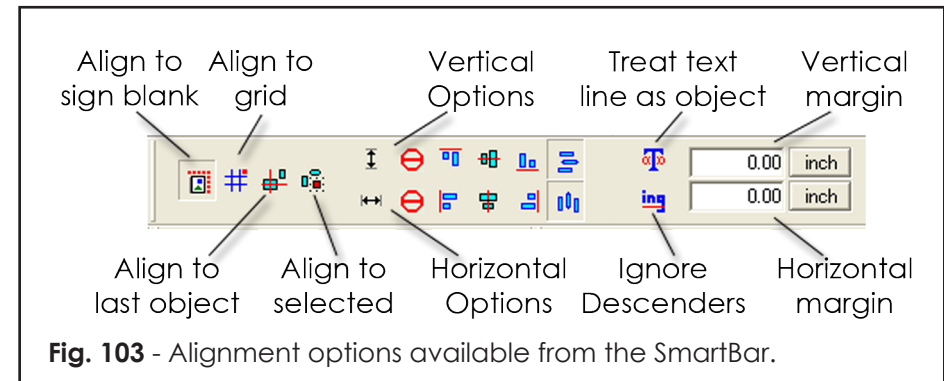 Align to
sign blank
Align to
grid
Vertical
Options
Treat text
line as object
Vertical
margin
0.00 inch
ing
0.00 inch
Align to
last object
Align to
selected
Horizontal
Options
Ignore
Descenders
Horizontal
margin
Fig. 103 - Alignment options available from the SmartBar.